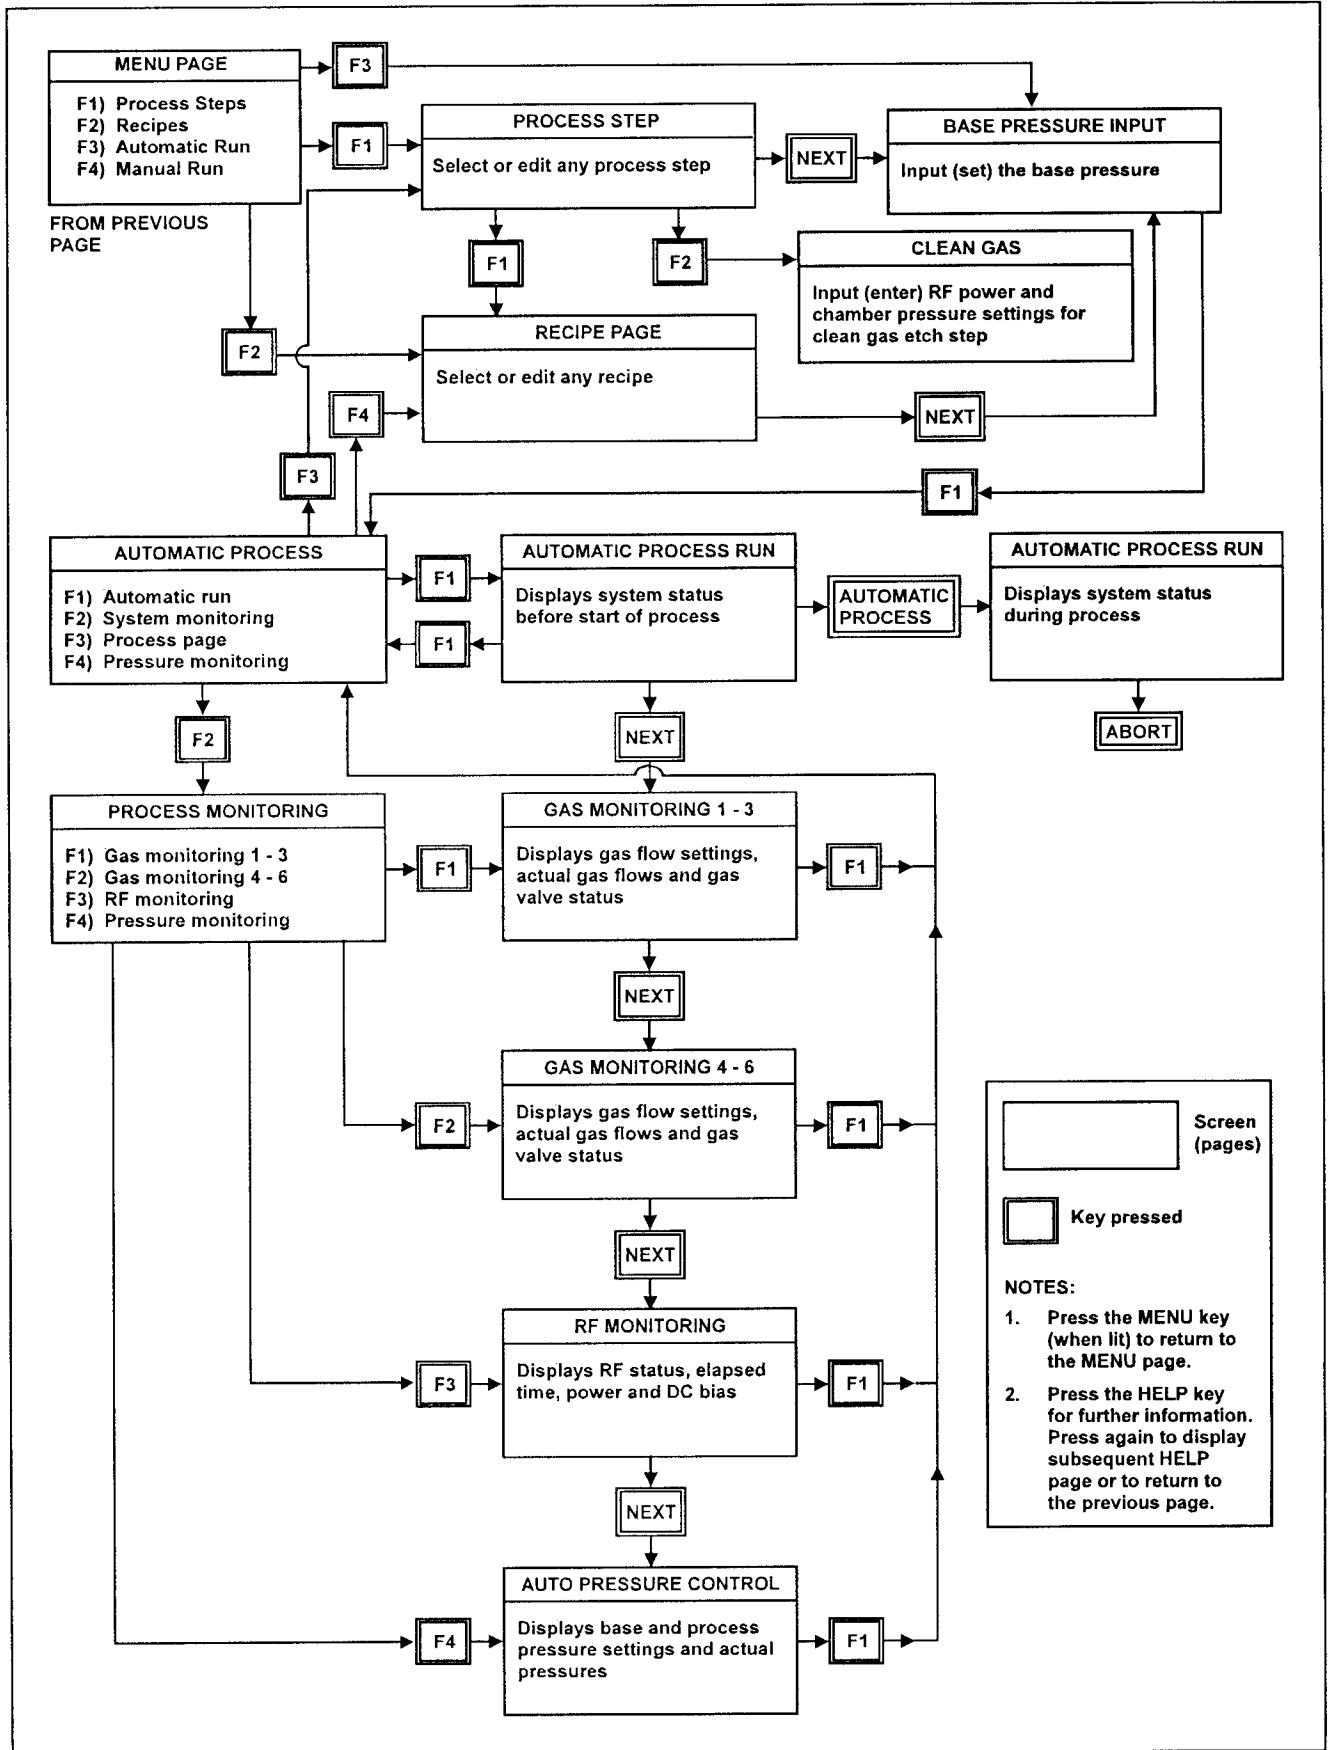 MENU PAGE
F1) Process Steps
F2) Recipes
F3) Automatic Run
F4) Manual Run
FROM PREVIOUS
PAGE
F3
F1
PROCESS STEP
Select or edit any process step
NEXT
BASE PRESSURE INPUT
Input (set) the base pressure
F1
F2
CLEAN GAS
Input (enter) RF power and
chamber pressure settings for
clean gas etch step
F2
RECIPE PAGE
Select or edit any recipe
F4
NEXT
F3
F1
AUTOMATIC PROCESS
F1) Automatic run
F2) System monitoring
F3) Process page
F4) Pressure monitoring
F1
F1
AUTOMATIC PROCESS RUN
Displays system status
before start of process
AUTOMATIC
PROCESS
AUTOMATIC PROCESS RUN
Displays system status
during process
F2
NEXT
ABORT
PROCESS MONITORING
F1) Gas monitoring 1 - 3
F2) Gas monitoring 4 - 6
F3) RF monitoring
F4) Pressure monitoring
F1
GAS MONITORING 1 - 3
Displays gas flow settings,
actual gas flows and gas
valve status
F1
NEXT
F2
GAS MONITORING 4 - 6
Displays gas flow settings,
actual gas flows and gas
valve status
F1
NEXT
F3
RF MONITORING
Displays RF status, elapsed
time, power and DC bias
F1
NEXT
F4
AUTO PRESSURE CONTROL
Displays base and process
pressure settings and actual
pressures
F1
Screen
(pages)
Key pressed
NOTES:
1. Press the MENU key
(when lit) to return to
the MENU page.
2. Press the HELP key
for further information.
Press again to display
subsequent HELP
page or to return to
the previous page.